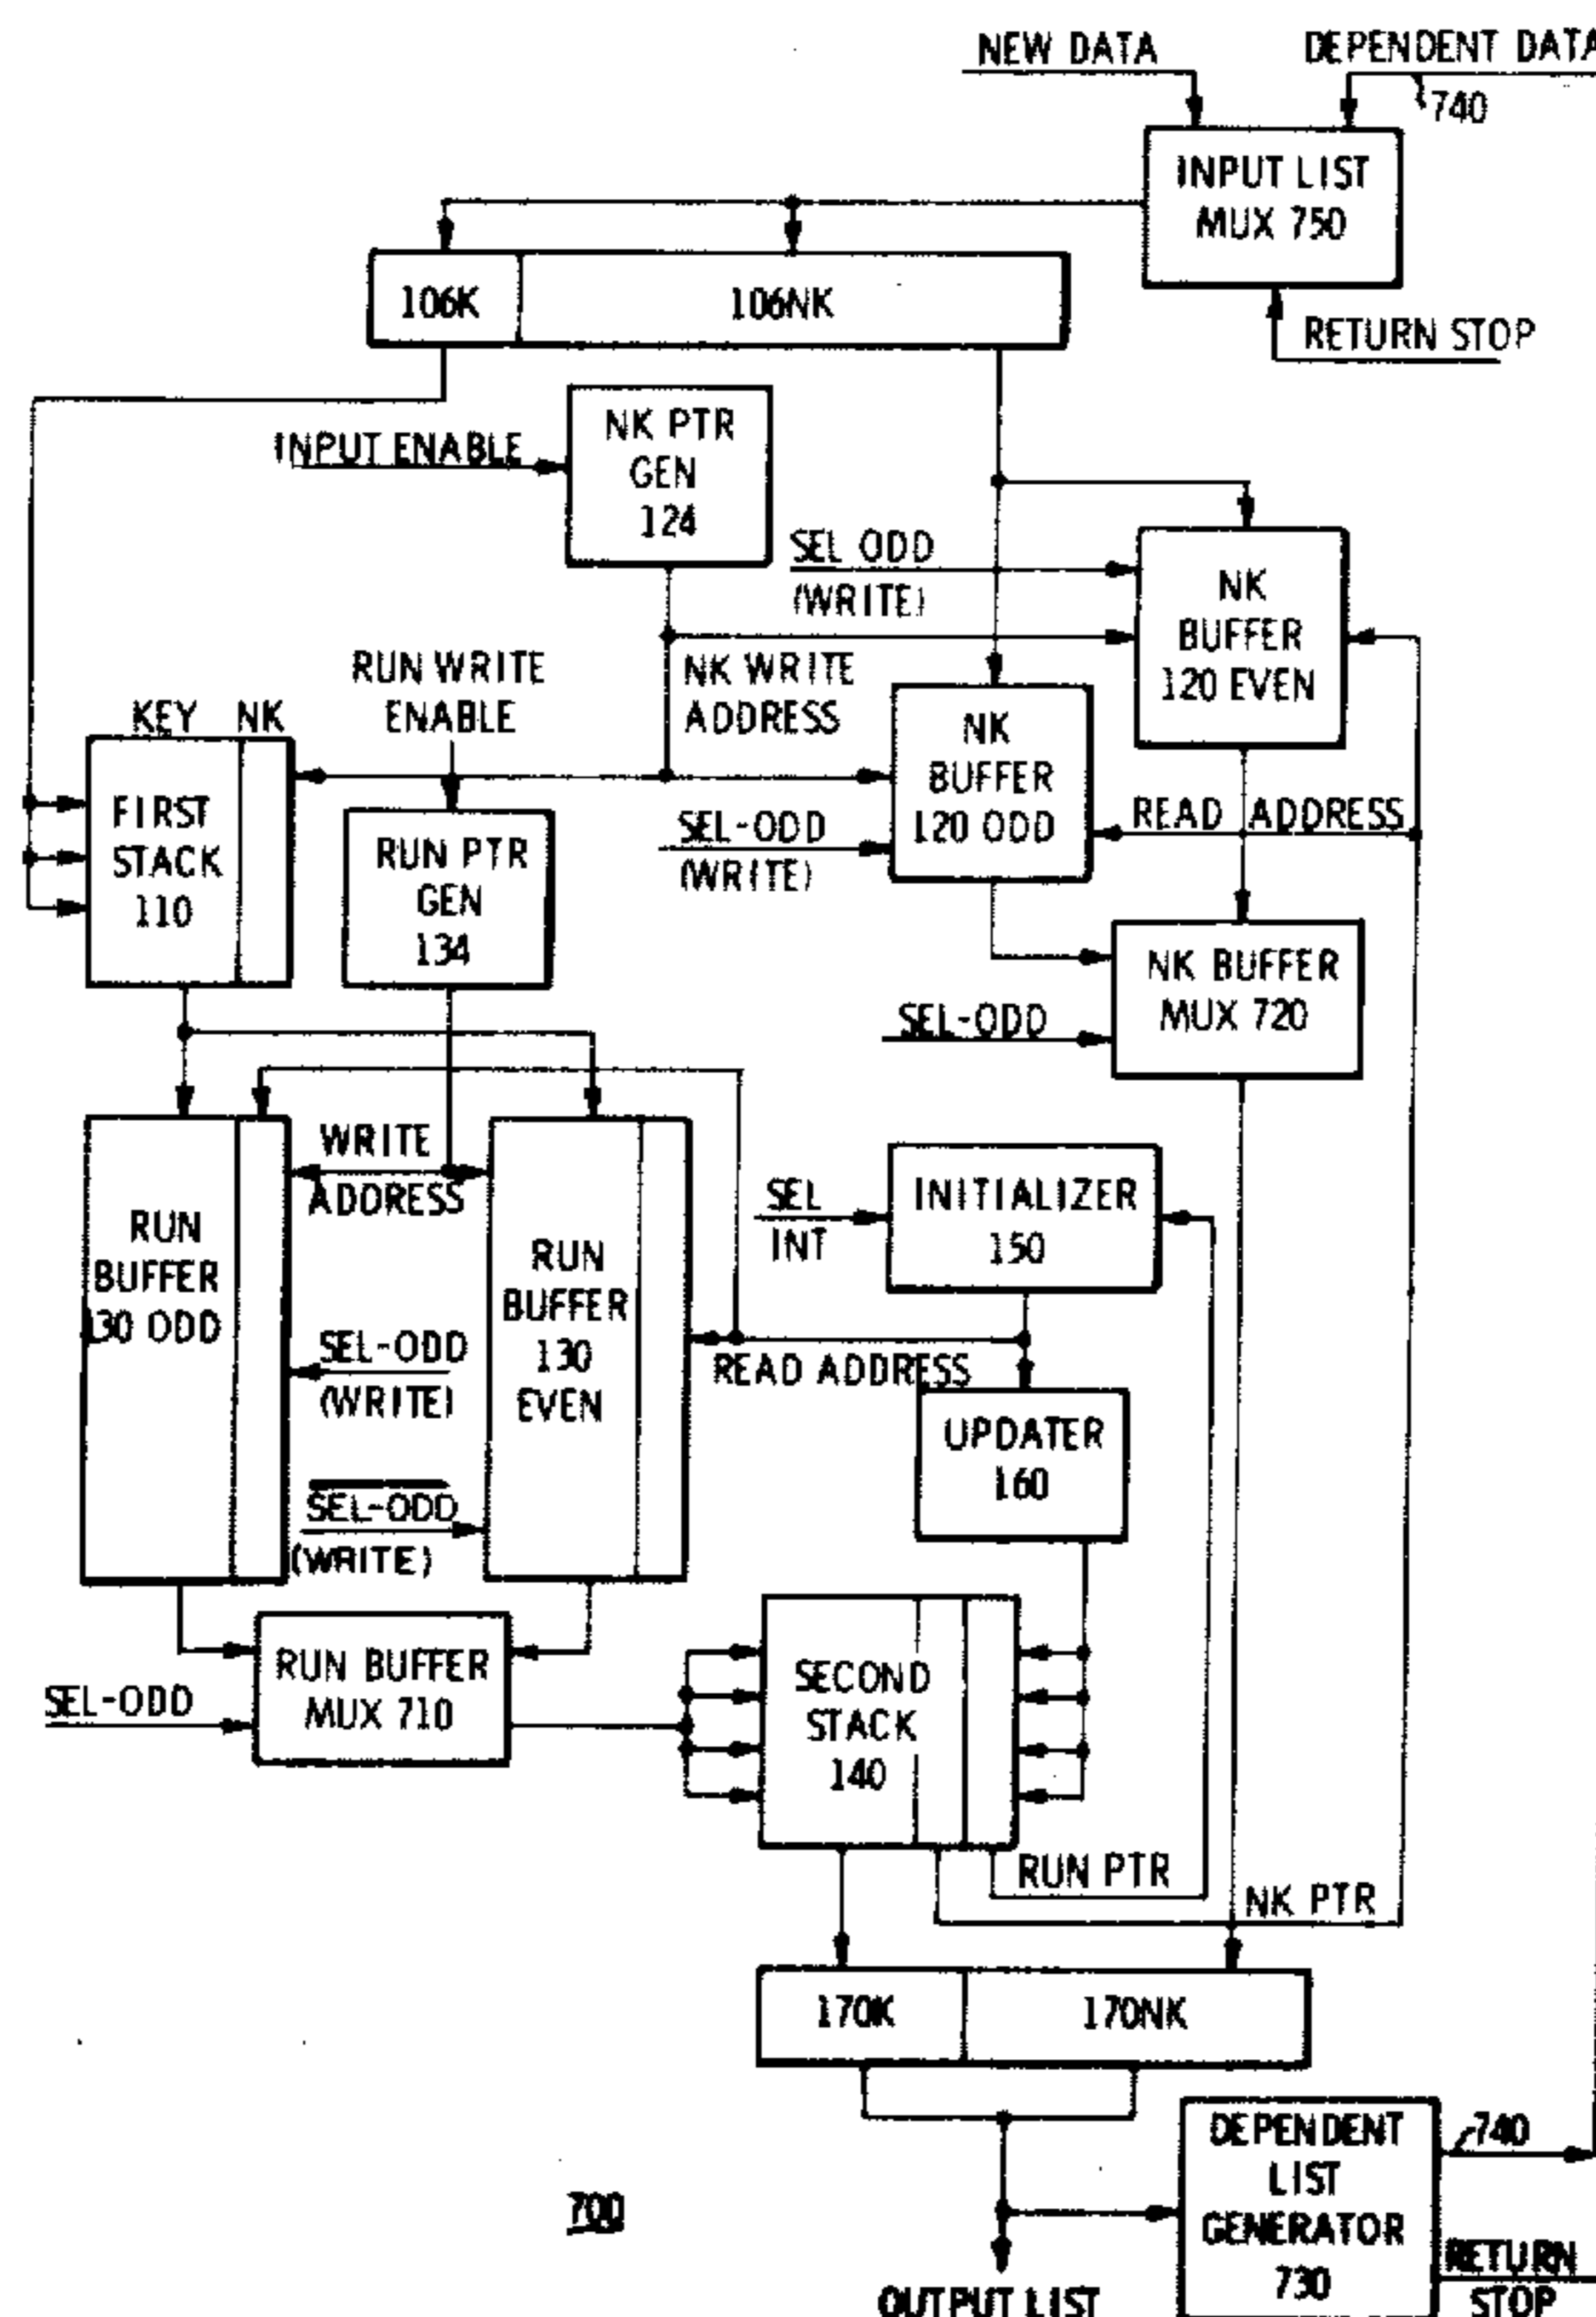 NEW DATA
DEPENDENT DATA
740
INPUT LIST
MUX 750
RETURN STOP
106K
106NK
INPUT ENABLE
NK PTR
GEN
124
SEL ODD
(WRITE)
NK
BUFFER
120 EVEN
RUN WRITE
ENABLE
NK WRITE
ADDRESS
KEY NK
FIRST
STACK
110
RUN PTR
GEN
134
SEL-ODD
(WRITE)
NK
BUFFER
120 ODD
READ ADDRESS
NK BUFFER
MUX 720
SEL-ODD
WRITE
ADDRESS
RUN
BUFFER
130 ODD
RUN
BUFFER
130
EVEN
SEL
INT
INITIALIZER
150
SEL-ODD
(WRITE)
READ ADDRESS
UPDATER
160
SEL-ODD
(WRITE)
RUN BUFFER
MUX 710
SEL-ODD
SECOND
STACK
140
RUN PTR
NK PTR
170K
170NK
DEPENDENT
LIST
GENERATOR
730
740
RETURN
STOP
700
OUTPUT LIST